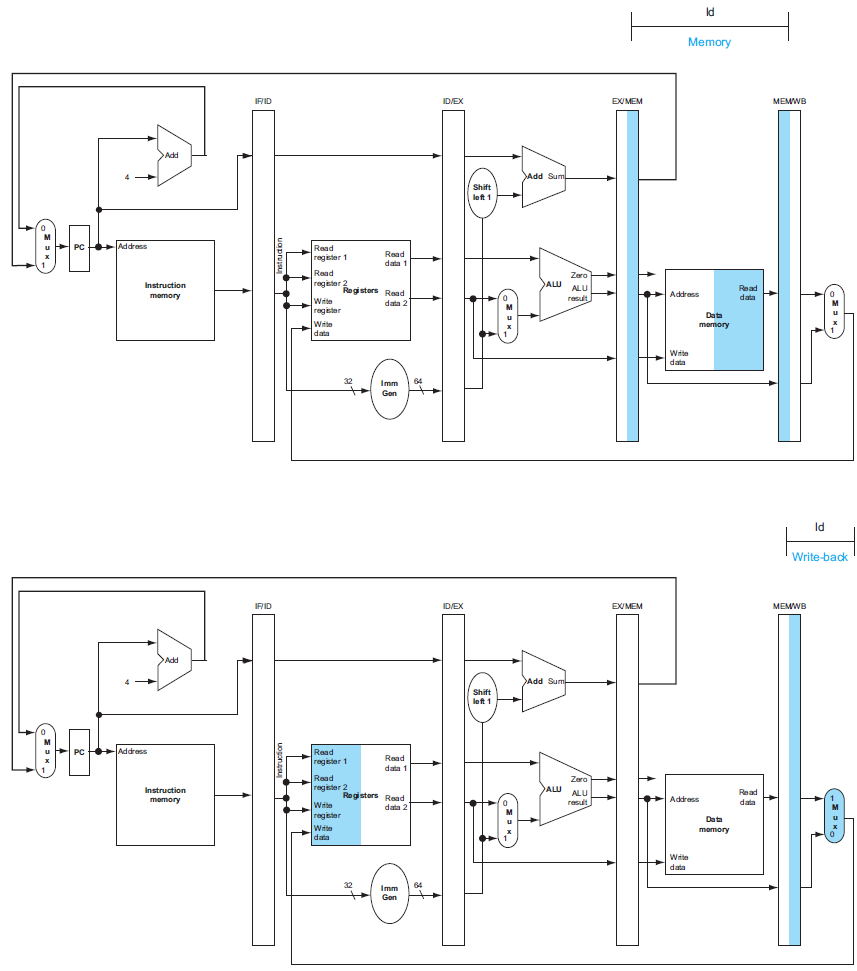 ld
Memory
IF/ID
ID/EX
EX/MEM
MEM/WB
Add
4
Add Sum
Shift
left 1
0
M
u
x
1
PC
Address
Instruction
memory
Instruction
Read
register 1
Read
register 2
Write
register
Write
data
Registers
Read
data 1
Read
data 2
0
M
u
x
1
ALU
Zero
ALU
result
Address
Write
data
Data
memory
Read
data
0
M
u
x
1
32
Imm
Gen
64
ld
Write-back
IF/ID
ID/EX
EX/MEM
MEM/WB
Add
4
Add Sum
Shift
left 1
0
M
u
x
1
PC
Address
Instruction
memory
Instruction
Read
register 1
Read
register 2
Write
register
Write
data
Registers
Read
data 1
Read
data 2
0
M
u
x
1
ALU
Zero
ALU
result
Address
Write
data
Data
memory
Read
data
1
M
u
x
0
32
Imm
Gen
64